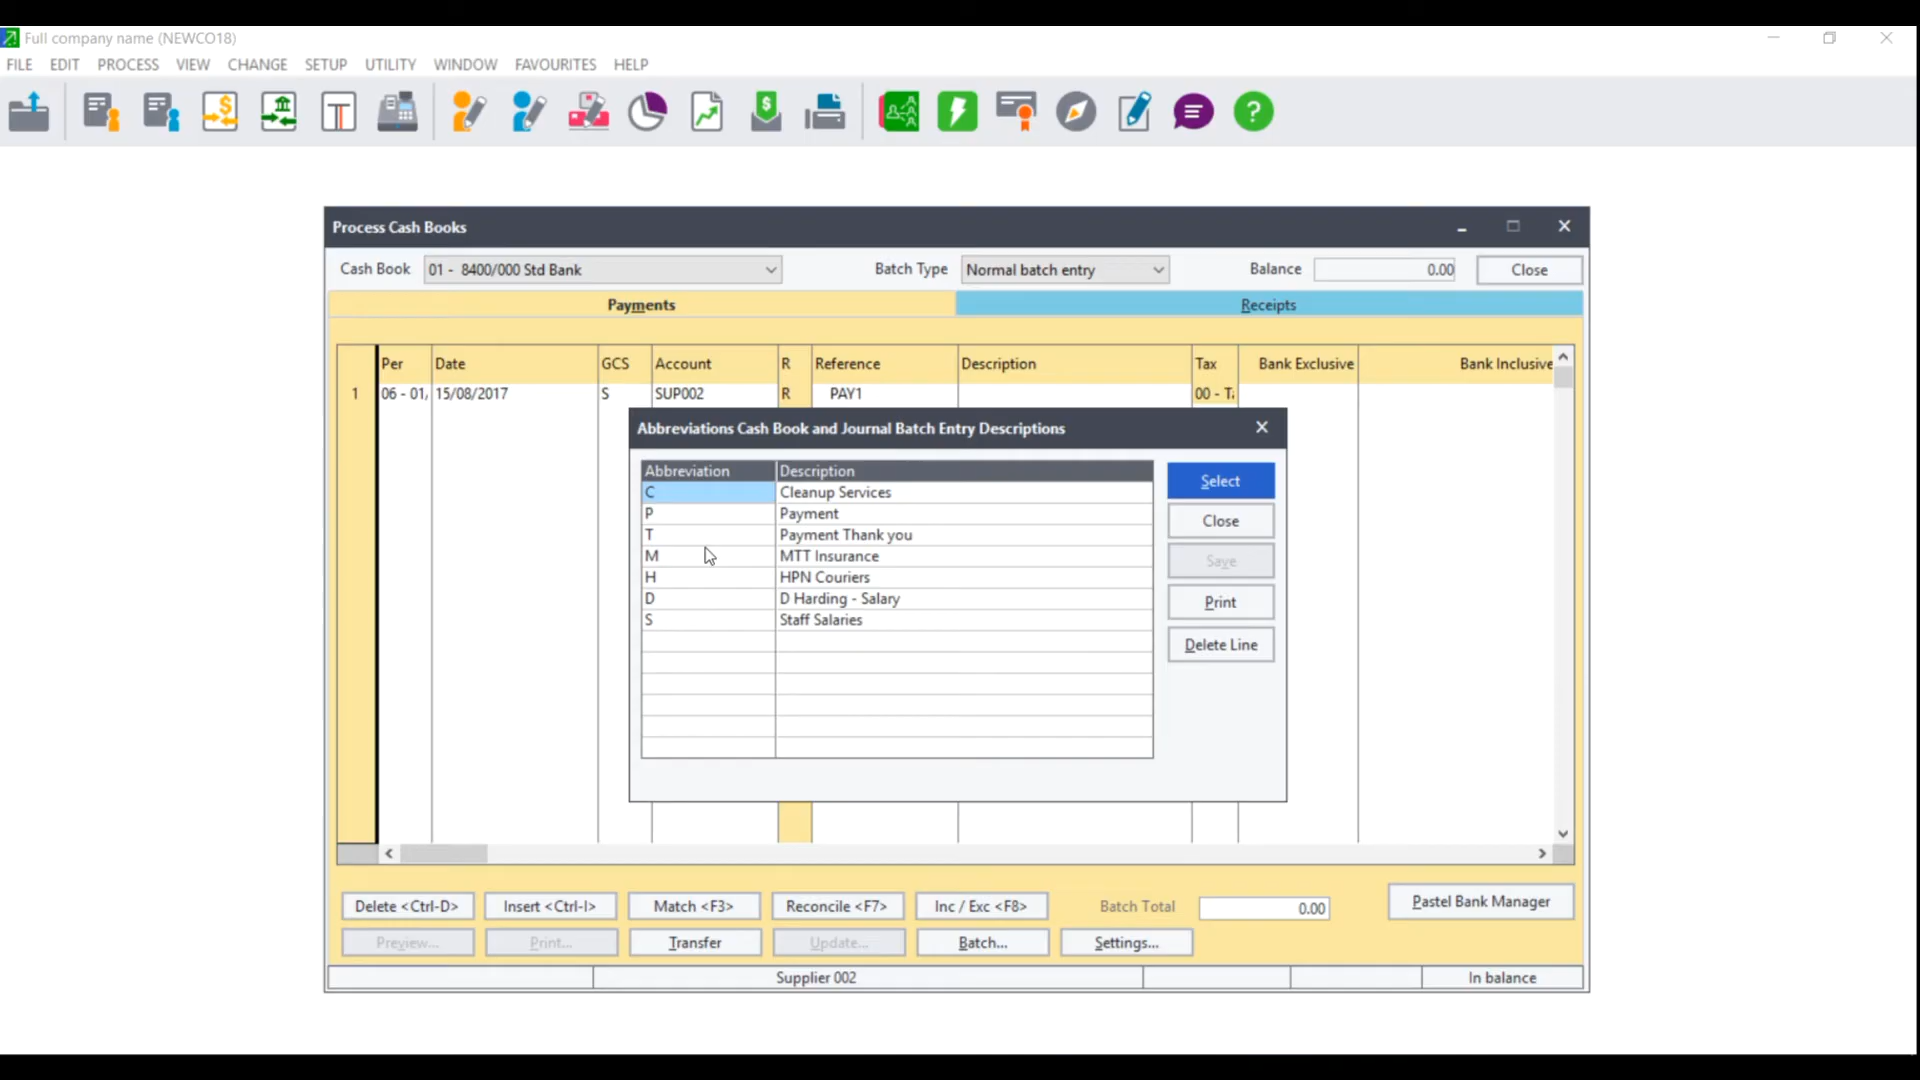 Full company name (NEWCO18)
FILE EDIT PROCESS VIEW CHANGE SETUP UTILITY WINDOW FAVOURITES HELP
Process Cash Books
Cash Book 01 - 8400/000 Std Bank Batch Type Normal batch entry Balance 0.00 Close
Payments Receipts
Per Date GCS Account R Reference Description Tax Bank Exclusive Bank Inclusive
1 06 - 01, 15/08/2017 S SUP002 R PAY1 00 - T
Abbreviations Cash Book and Journal Batch Entry Descriptions
Abbreviation Description
C Cleanup Services
P Payment
T Payment Thank you
M MTT Insurance
H HPN Couriers
D D Harding - Salary
S Staff Salaries
Select
Close
Save
Print
Delete Line
Delete <Ctrl-D> Insert <Ctrl-I> Match <F3> Reconcile <F7> Inc / Exc <F8> Batch Total 0.00 Pastel Bank Manager
Preview... Print... Transfer Update... Batch... Settings...
Supplier 002 In balance